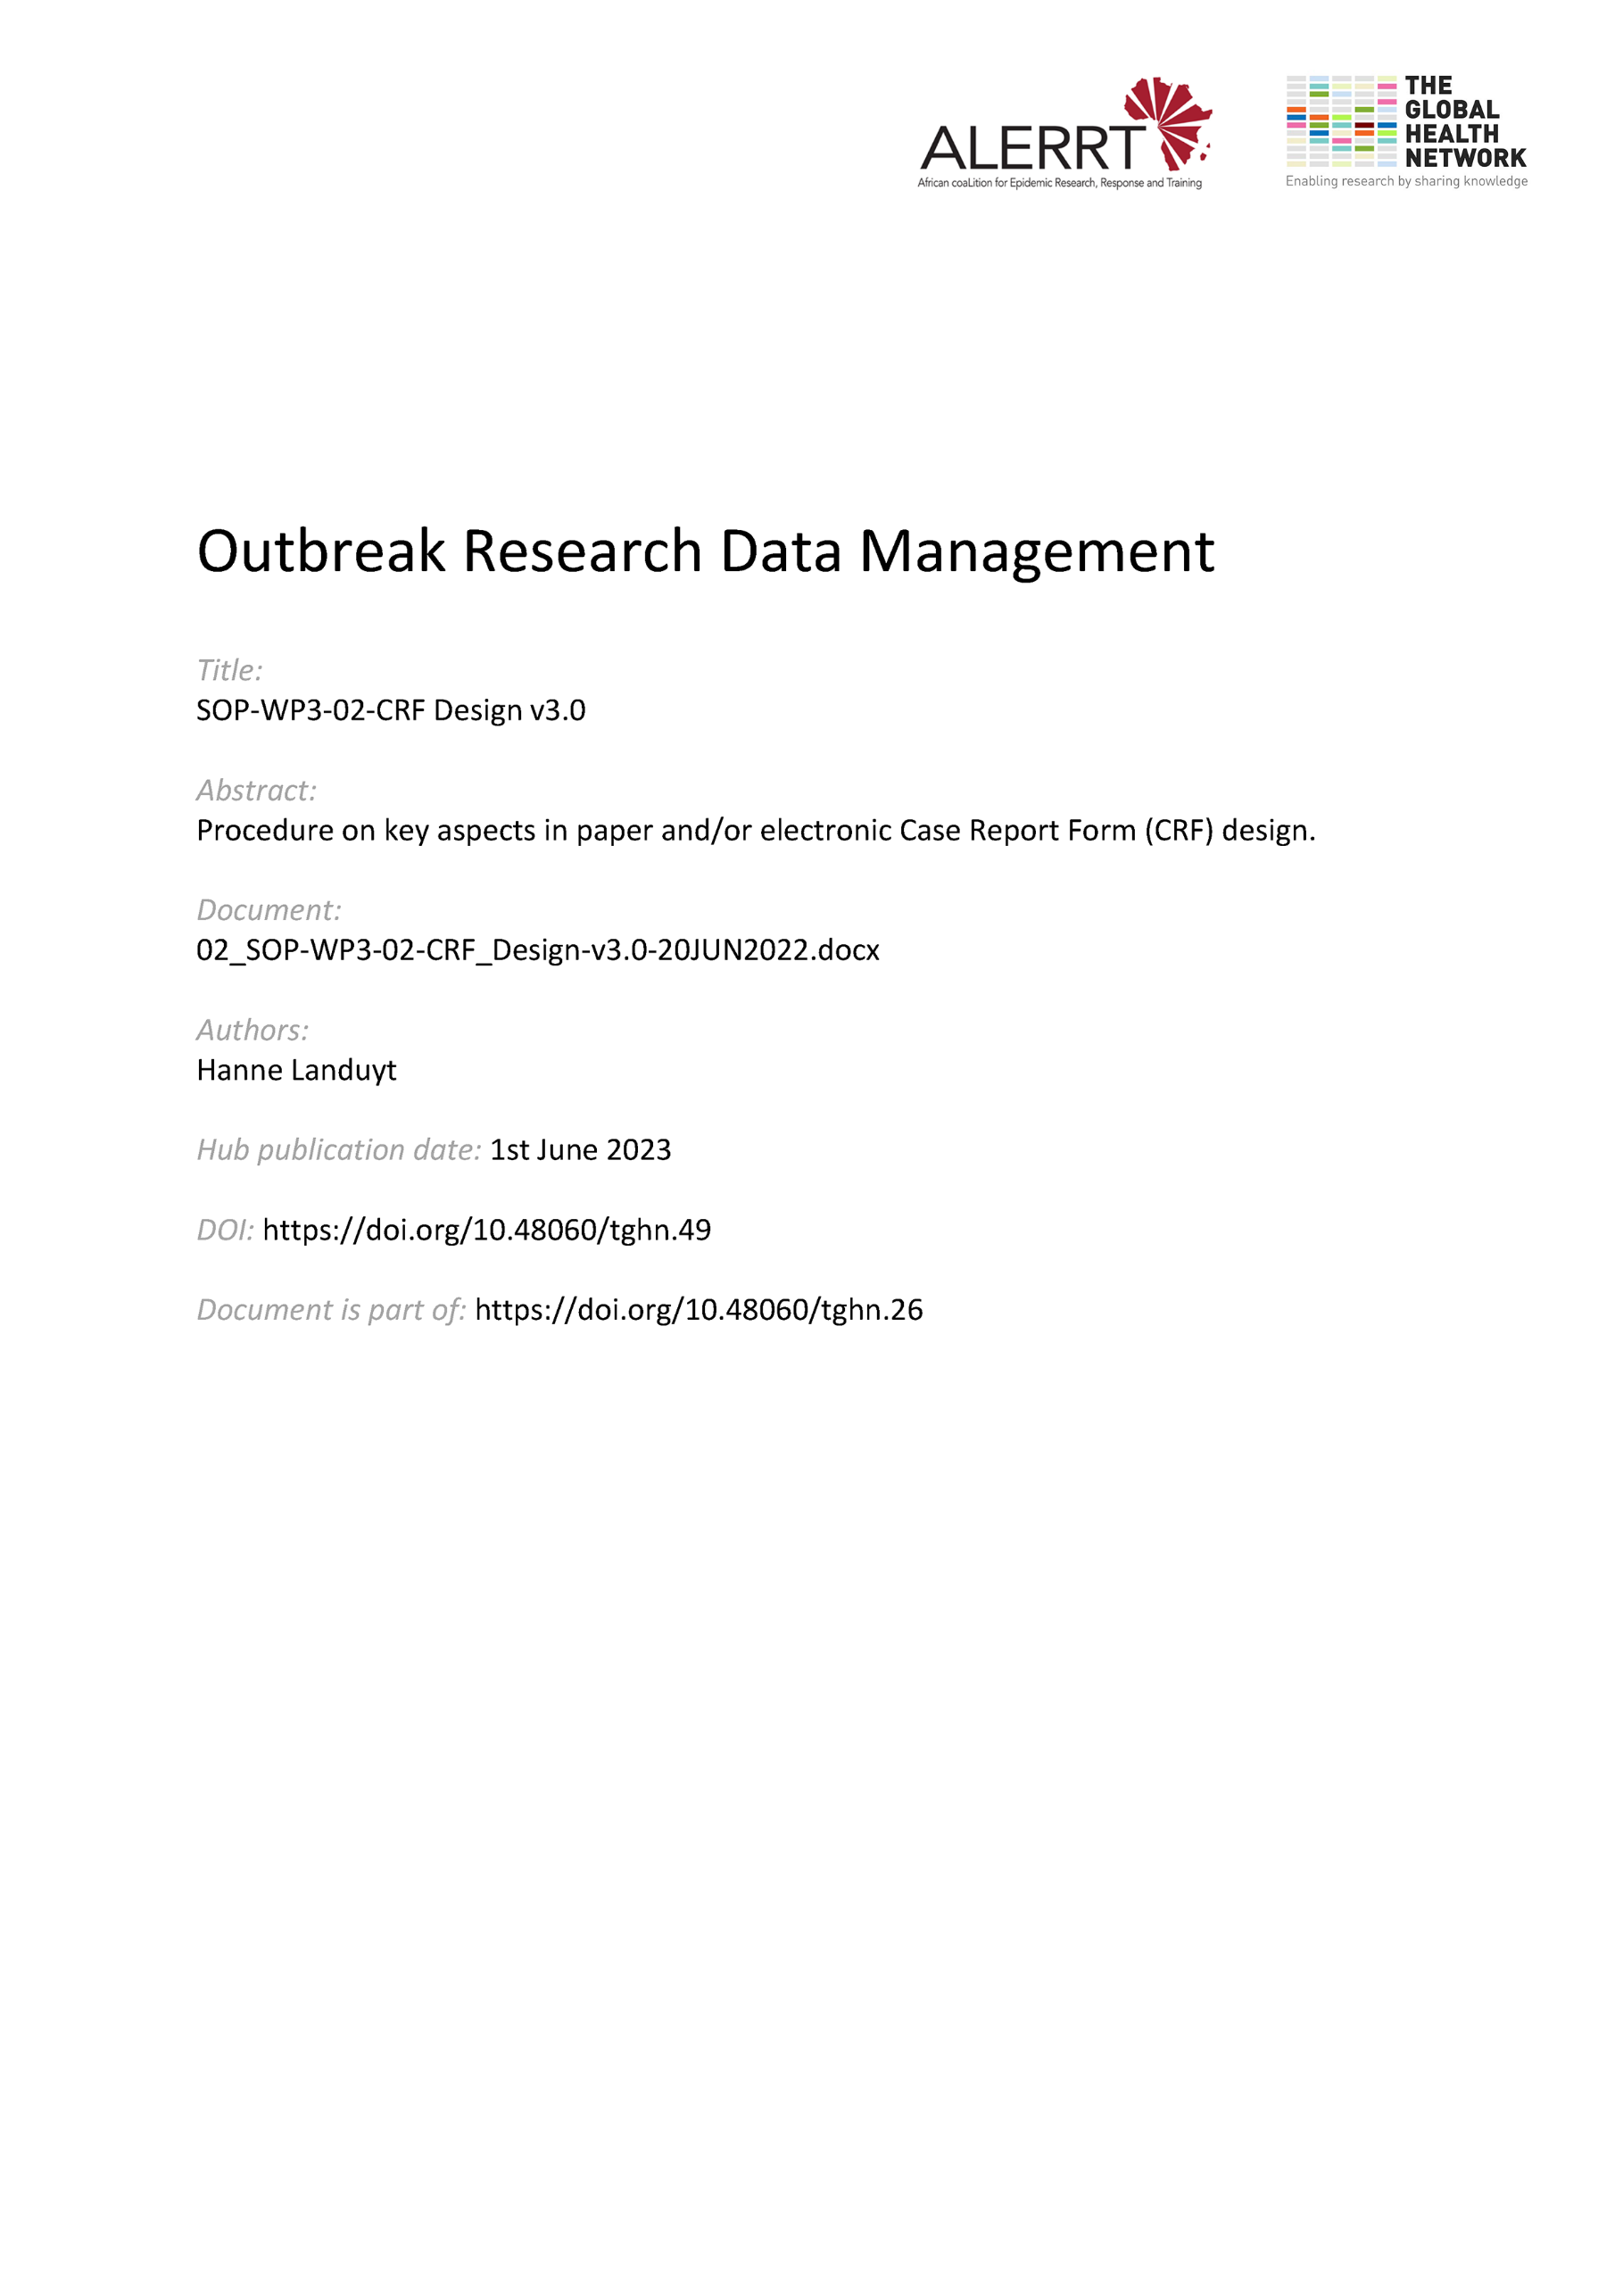 ALERRT
African coaLition for Epidemic Research, Response and Training
THE
GLOBAL
HEALTH
NETWORK
Enabling research by sharing knowledge
Outbreak Research Data Management
Title:
SOP-WP3-02-CRF Design v3.0
Abstract:
Procedure on key aspects in paper and/or electronic Case Report Form (CRF) design.
Document:
02_SOP-WP3-02-CRF_Design-v3.0-20JUN2022.docx
Authors:
Hanne Landuyt
Hub publication date: 1st June 2023
DOI: https://doi.org/10.48060/tghn.49
Document is part of: https://doi.org/10.48060/tghn.26